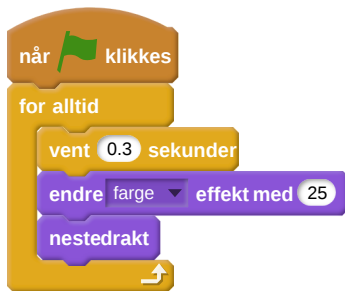 når klikkes
for alltid
vent 0.3 sekunder
endre farge effekt med 25
nestedrakt